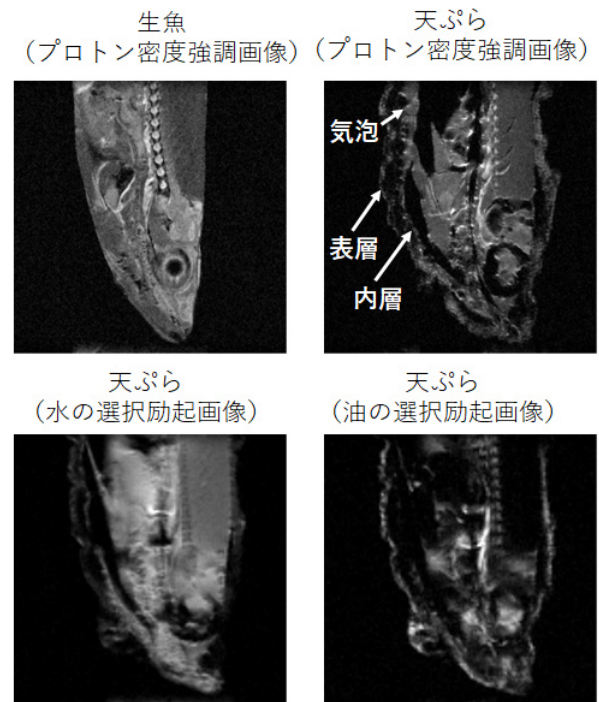 生魚
（プロトン密度強調画像）
天ぷら
（プロトン密度強調画像）
気泡
表層
内層
天ぷら
（水の選択励起画像）
天ぷら
（油の選択励起画像）